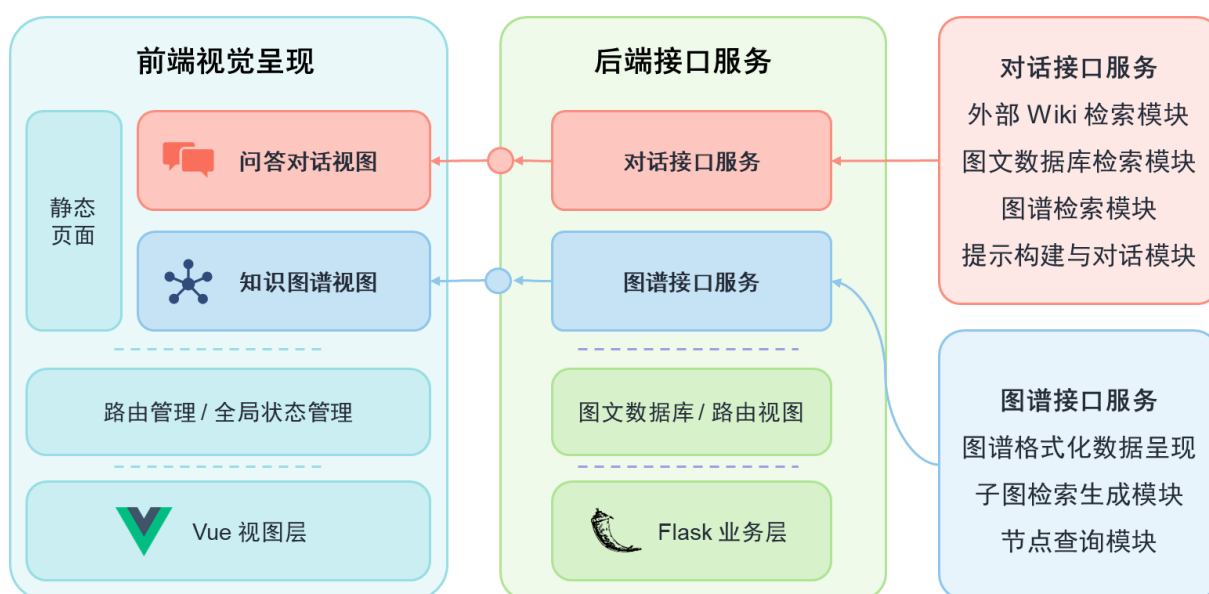 前端视觉呈现
静态
页面
问答对话视图
知识图谱视图
路由管理 / 全局状态管理
Vue 视图层
后端接口服务
对话接口服务
图谱接口服务
图文数据库 / 路由视图
Flask 业务层
对话接口服务
外部 Wiki 检索模块
图文数据库检索模块
图谱检索模块
提示构建与对话模块
图谱接口服务
图谱格式化数据呈现
子图检索生成模块
节点查询模块